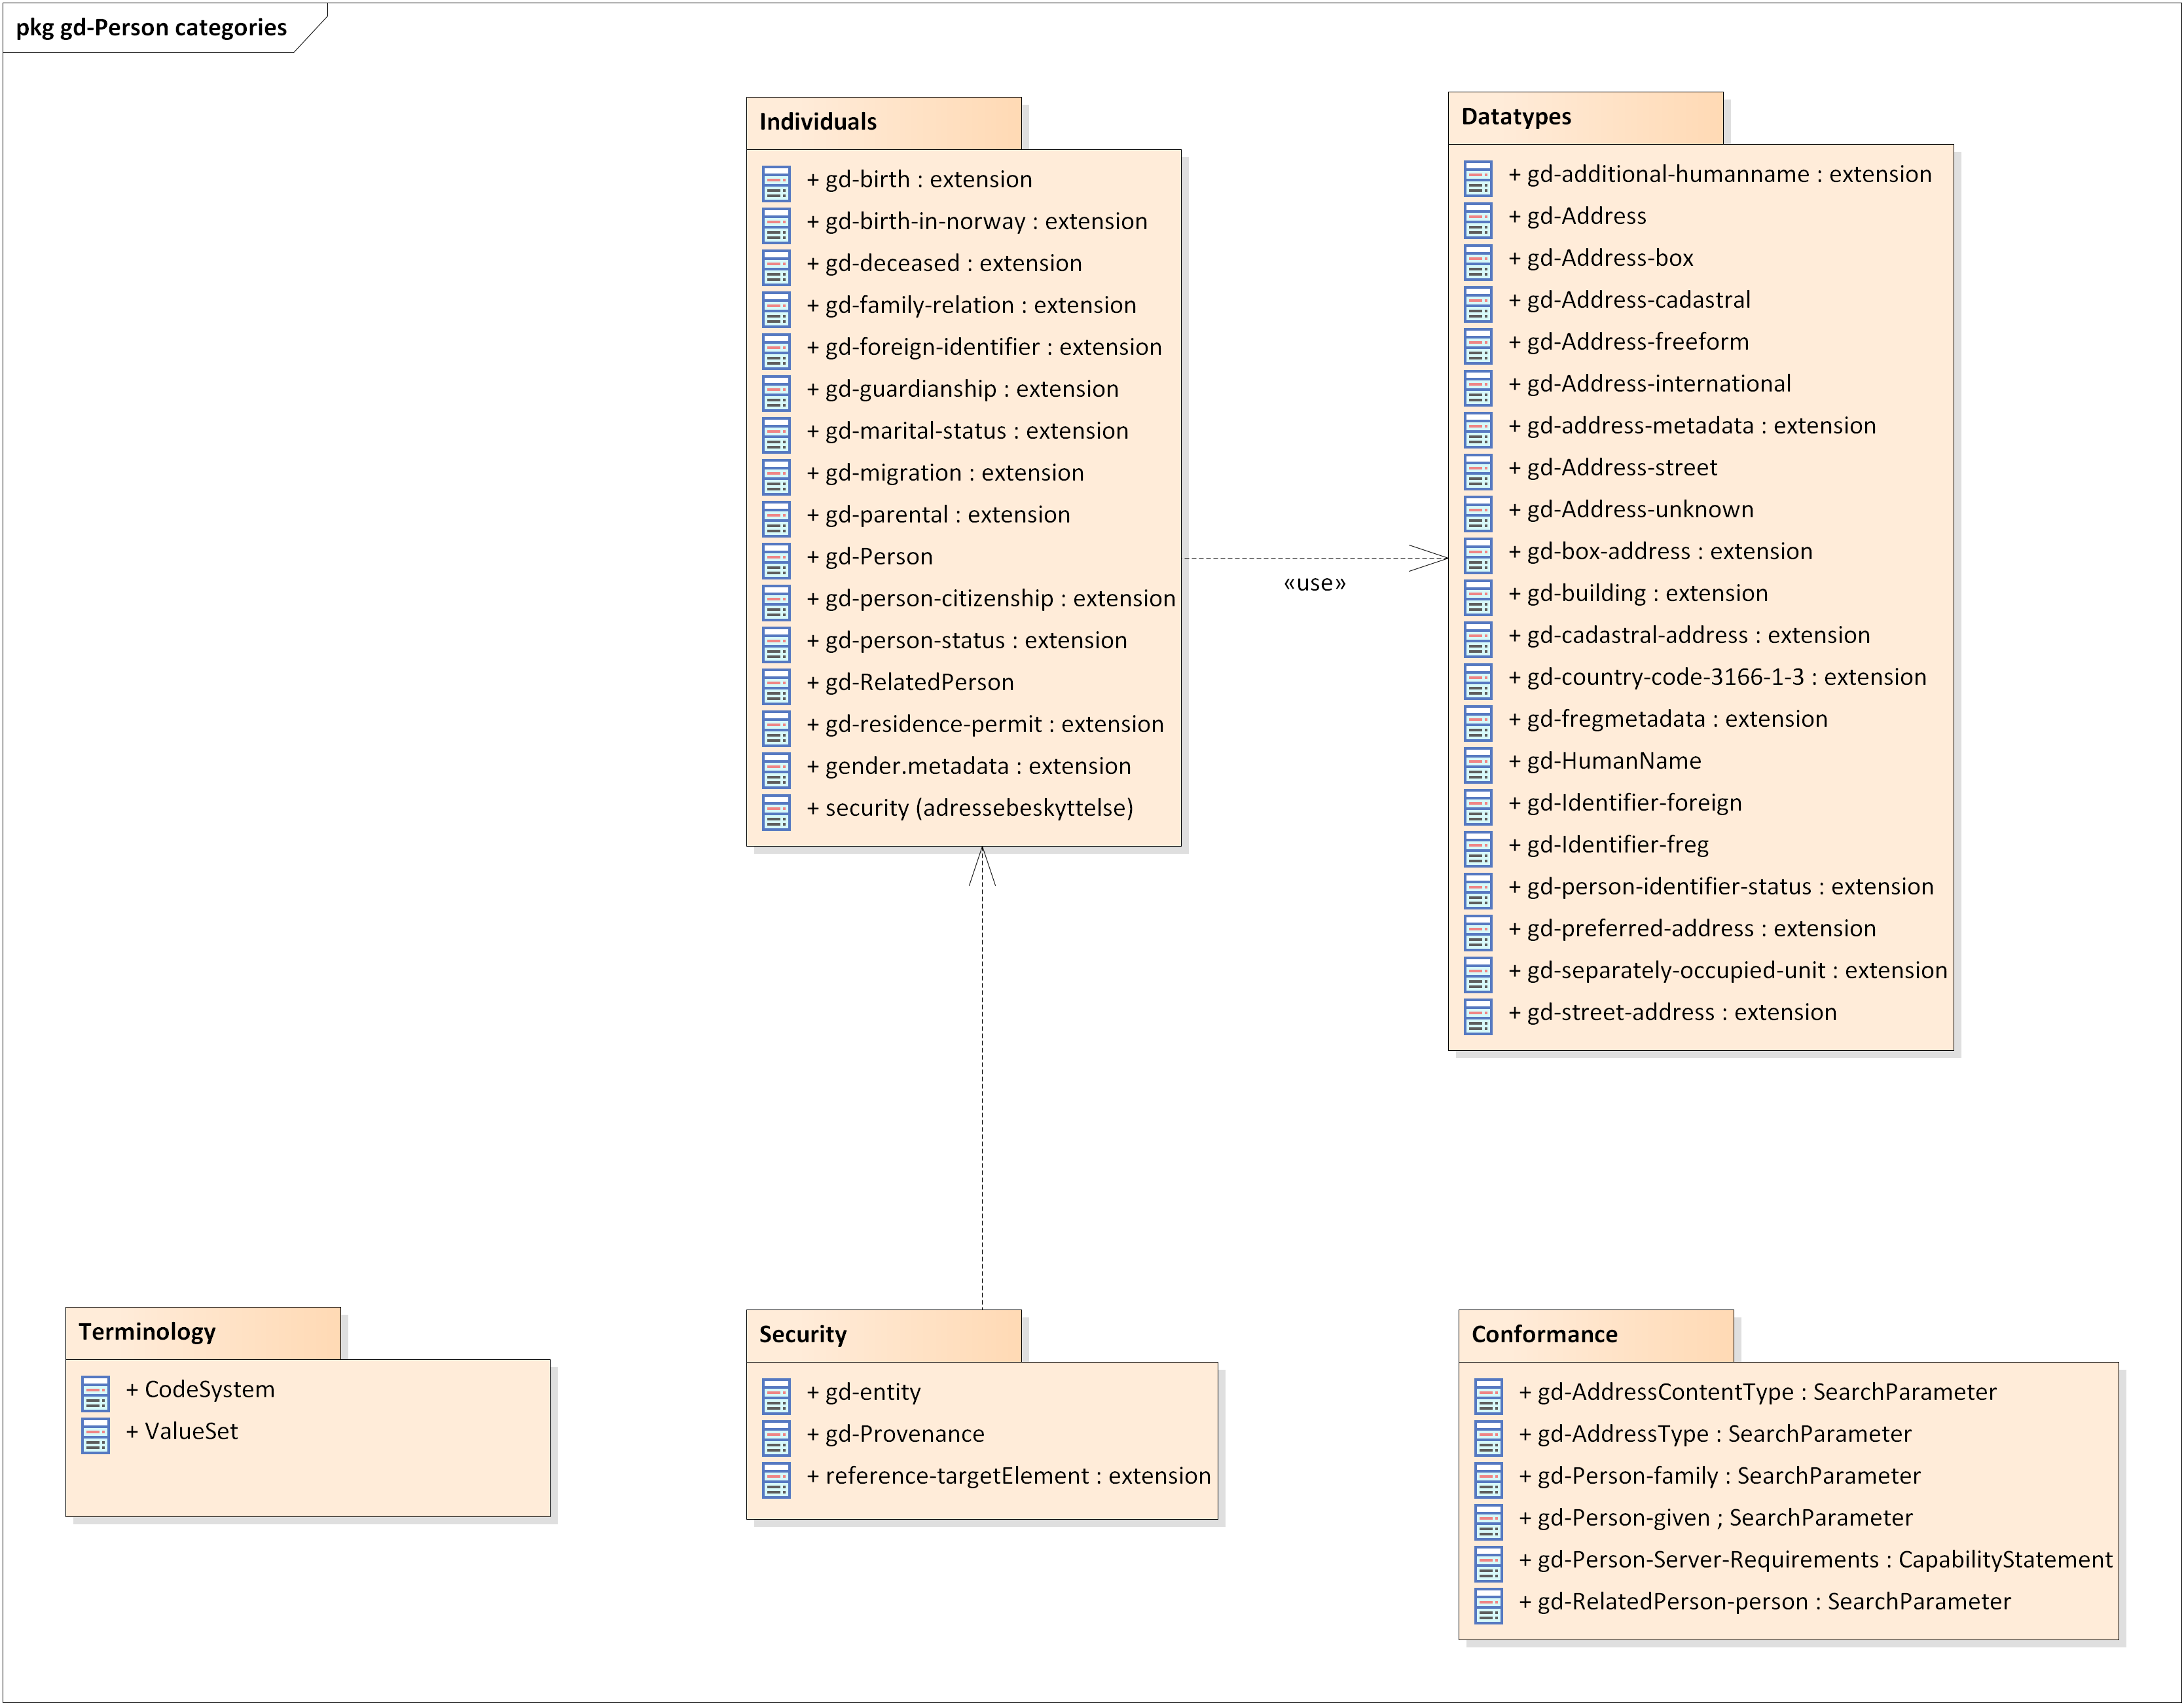 pkg gd-Person categories
Individuals
+ gd-birth : extension
+ gd-birth-in-norway : extension
+ gd-deceased : extension
+ gd-family-relation : extension
+ gd-foreign-identifier : extension
+ gd-guardianship : extension
+ gd-marital-status : extension
+ gd-migration : extension
+ gd-parental : extension
+ gd-Person
+ gd-person-citizenship : extension
+ gd-person-status : extension
+ gd-RelatedPerson
+ gd-residence-permit : extension
+ gender.metadata : extension
+ security (adressebeskyttelse)
«use»
Datatypes
+ gd-additional-humanname : extension
+ gd-Address
+ gd-Address-box
+ gd-Address-cadastral
+ gd-Address-freeform
+ gd-Address-international
+ gd-address-metadata : extension
+ gd-Address-street
+ gd-Address-unknown
+ gd-box-address : extension
+ gd-building : extension
+ gd-cadastral-address : extension
+ gd-country-code-3166-1-3 : extension
+ gd-fregmetadata : extension
+ gd-HumanName
+ gd-Identifier-foreign
+ gd-Identifier-freg
+ gd-person-identifier-status : extension
+ gd-preferred-address : extension
+ gd-separately-occupied-unit : extension
+ gd-street-address : extension
Terminology
+ CodeSystem
+ ValueSet
Security
+ gd-entity
+ gd-Provenance
+ reference-targetElement : extension
Conformance
+ gd-AddressContentType : SearchParameter
+ gd-AddressType : SearchParameter
+ gd-Person-family : SearchParameter
+ gd-Person-given ; SearchParameter
+ gd-Person-Server-Requirements : CapabilityStatement
+ gd-RelatedPerson-person : SearchParameter